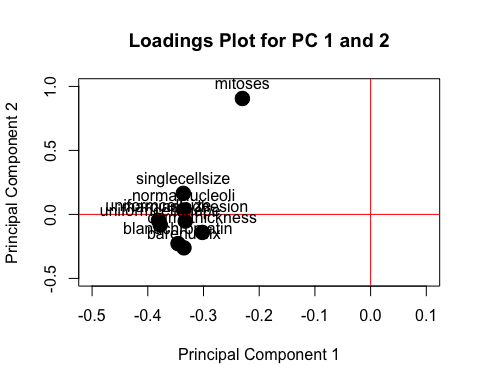 Loadings Plot for PC 1 and 2
mitoses
singlecellsize
normalnucleoli
clumpthickness
blandchromatin
Principal Component 2
-0.5
0.0
0.5
1.0
-0.5
-0.4
-0.3
-0.2
-0.1
0.0
0.1
Principal Component 1